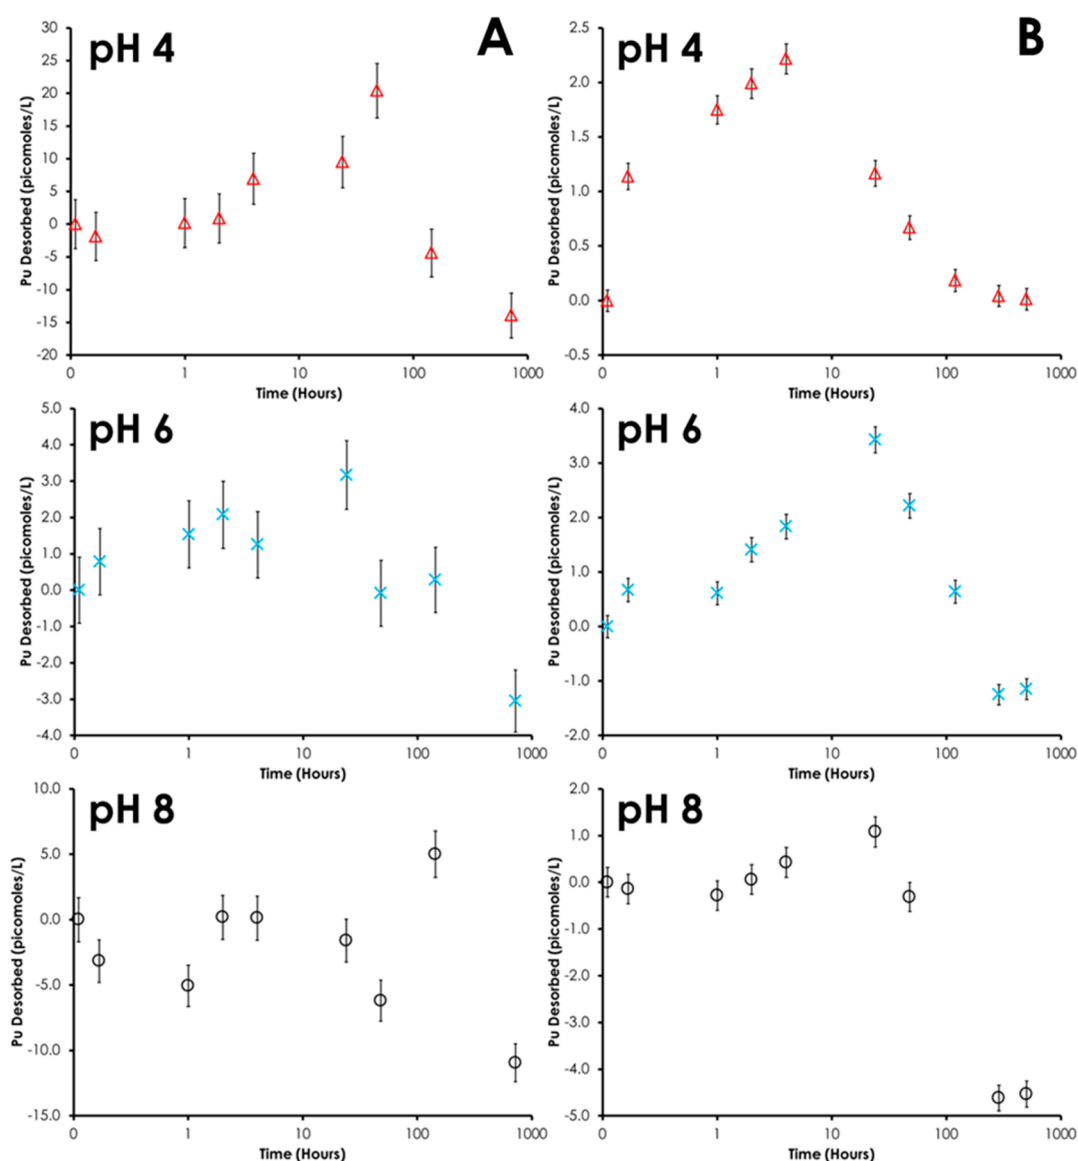 pH 4
A
Pu Desorbed (picomoles/L)
30
25
20
15
10
5
0
-5
-10
-15
-20
0 1 10 100 1000
Time (Hours)
pH 4
B
Pu Desorbed (picomoles/L)
2.5
2.0
1.5
1.0
0.5
0.0
-0.5
0 1 10 100 1000
Time (Hours)
pH 6
Pu Desorbed (picomoles/L)
5.0
4.0
3.0
2.0
1.0
0.0
-1.0
-2.0
-3.0
-4.0
0 1 10 100 1000
Time (Hours)
pH 6
Pu Desorbed (picomoles/L)
4.0
3.0
2.0
1.0
0.0
-1.0
-2.0
0 1 10 100 1000
Time (Hours)
pH 8
Pu Desorbed (picomoles/L)
10.0
5.0
0.0
-5.0
-10.0
-15.0
0 1 10 100 1000
Time (Hours)
pH 8
Pu Desorbed (picomoles/L)
2.0
1.0
0.0
-1.0
-2.0
-3.0
-4.0
-5.0
0 1 10 100 1000
Time (Hours)